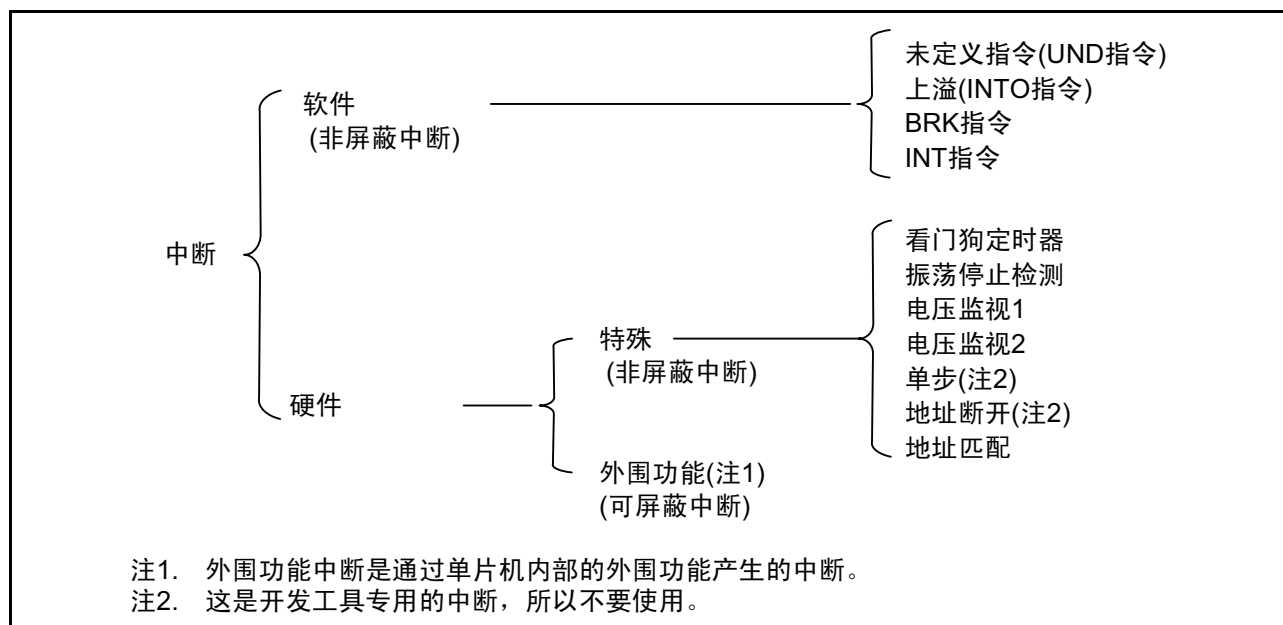 未定义指令(UND指令)
上溢(INTO指令)
BRK指令
INT指令
软件
(非屏蔽中断)
中断
看门狗定时器
振荡停止检测
电压监视1
电压监视2
单步(注2)
地址断开(注2)
地址匹配
特殊
(非屏蔽中断)
硬件
外围功能(注1)
(可屏蔽中断)
注1. 外围功能中断是通过单片机内部的外围功能产生的中断。
注2. 这是开发工具专用的中断，所以不要使用。